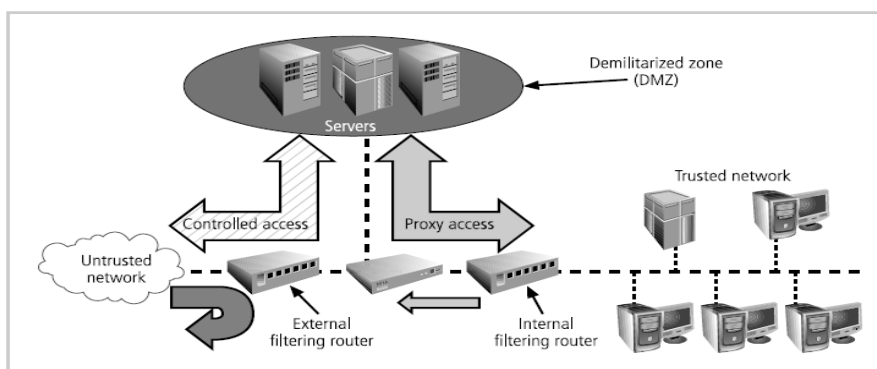 Demilitarized zone
(DMZ)
Servers
Trusted network
Controlled access
Proxy access
Untrusted
network
External
filtering router
Internal
filtering router